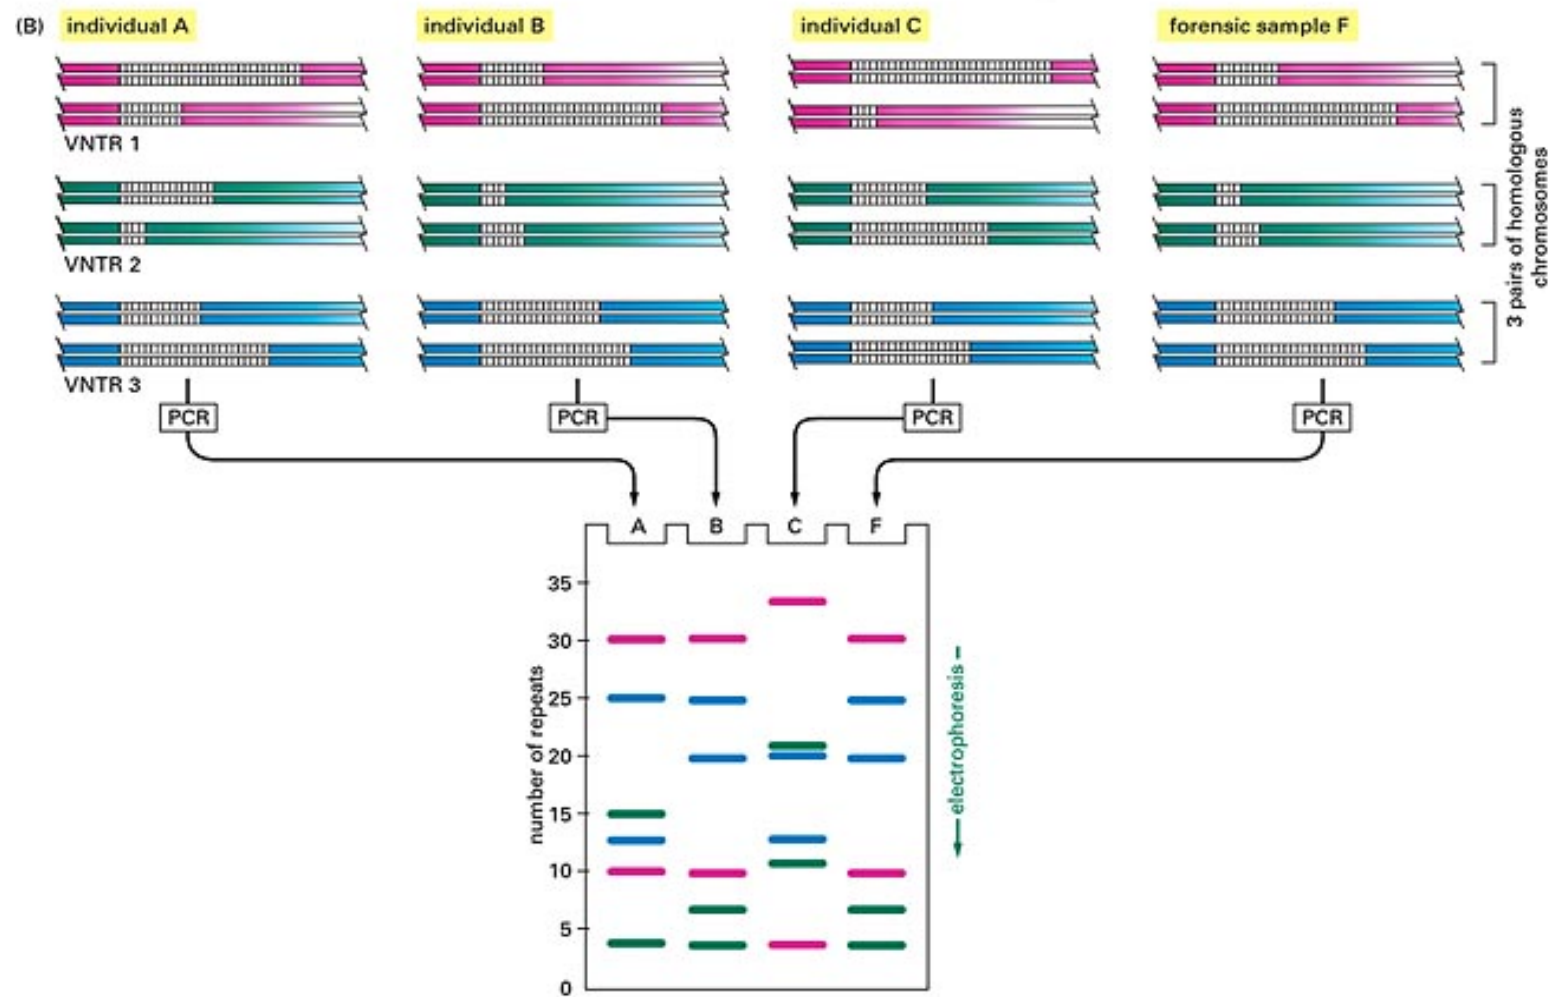 (B)
individual A
individual B
individual C
forensic sample F
VNTR 1
VNTR 2
VNTR 3
3 pairs of homologous
chromosomes
PCR
PCR
PCR
PCR
A
B
C
F
35
30
25
20
15
10
5
0
number of repeats
electrophoresis